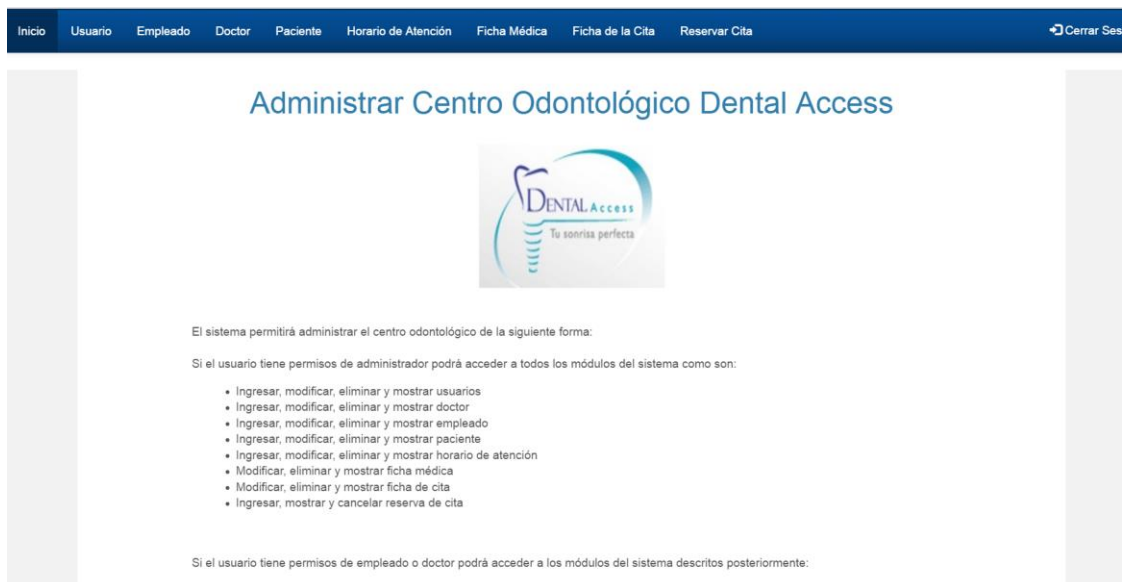 Inicio Usuario Empleado Doctor Paciente Horario de Atención Ficha Médica Ficha de la Cita Reservar Cita Cerrar Ses
Administrar Centro Odontológico Dental Access
DENTAL Access
Tu sonrisa perfecta
El sistema permitirá administrar el centro odontológico de la siguiente forma:
Si el usuario tiene permisos de administrador podrá acceder a todos los módulos del sistema como son:
• Ingresar, modificar, eliminar y mostrar usuarios
• Ingresar, modificar, eliminar y mostrar doctor
• Ingresar, modificar, eliminar y mostrar empleado
• Ingresar, modificar, eliminar y mostrar paciente
• Ingresar, modificar, eliminar y mostrar horario de atención
• Modificar, eliminar y mostrar ficha médica
• Modificar, eliminar y mostrar ficha de cita
• Ingresar, mostrar y cancelar reserva de cita
Si el usuario tiene permisos de empleado o doctor podrá acceder a los módulos del sistema descritos posteriormente: